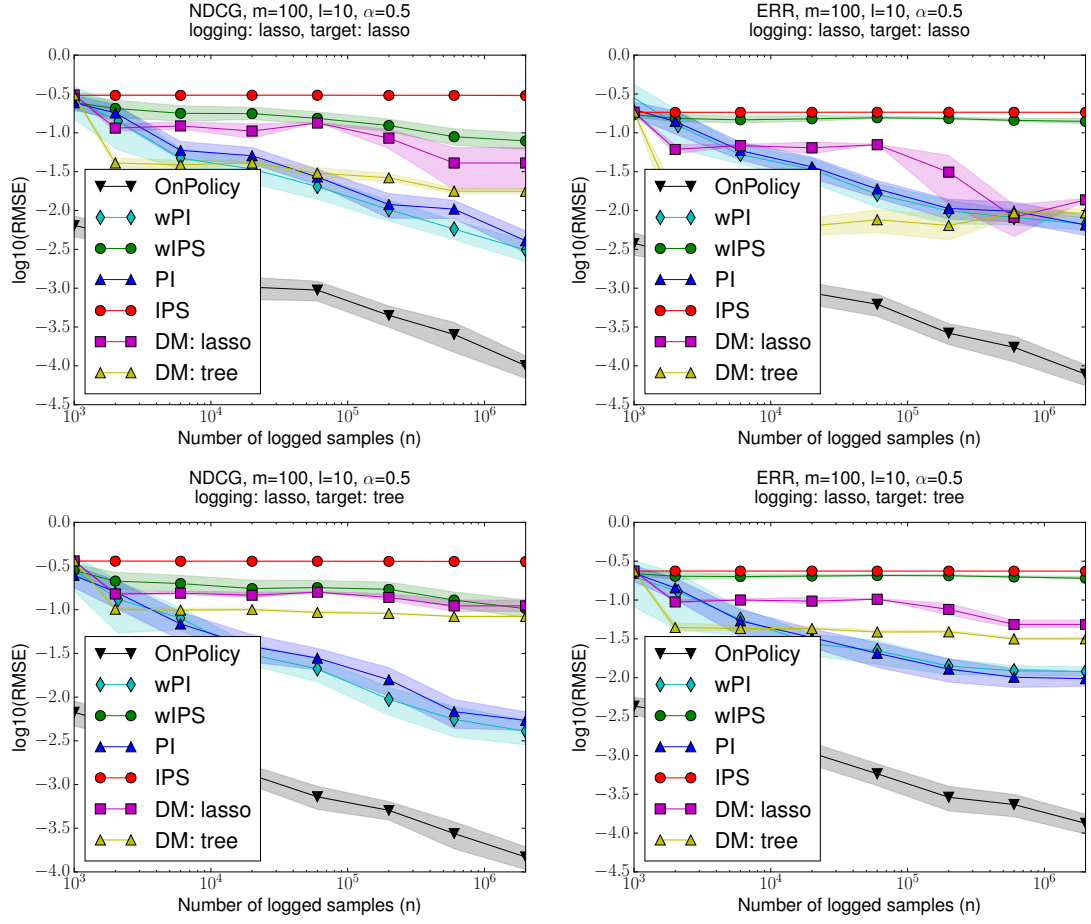 NDCG, m=100, l=10, α=0.5
logging: lasso, target: lasso
log10(RMSE)
0.0
−0.5
−1.0
−1.5
−2.0
−2.5
−3.0
−3.5
−4.0
−4.5
OnPolicy
wPI
wIPS
PI
IPS
DM: lasso
DM: tree
10^3
10^4
10^5
10^6
Number of logged samples (n)
ERR, m=100, l=10, α=0.5
logging: lasso, target: lasso
log10(RMSE)
0.0
−0.5
−1.0
−1.5
−2.0
−2.5
−3.0
−3.5
−4.0
−4.5
OnPolicy
wPI
wIPS
PI
IPS
DM: lasso
DM: tree
10^3
10^4
10^5
10^6
Number of logged samples (n)
NDCG, m=100, l=10, α=0.5
logging: lasso, target: tree
log10(RMSE)
0.0
−0.5
−1.0
−1.5
−2.0
−2.5
−3.0
−3.5
−4.0
OnPolicy
wPI
wIPS
PI
IPS
DM: lasso
DM: tree
10^3
10^4
10^5
10^6
Number of logged samples (n)
ERR, m=100, l=10, α=0.5
logging: lasso, target: tree
log10(RMSE)
0.0
−0.5
−1.0
−1.5
−2.0
−2.5
−3.0
−3.5
−4.0
−4.5
OnPolicy
wPI
wIPS
PI
IPS
DM: lasso
DM: tree
10^3
10^4
10^5
10^6
Number of logged samples (n)